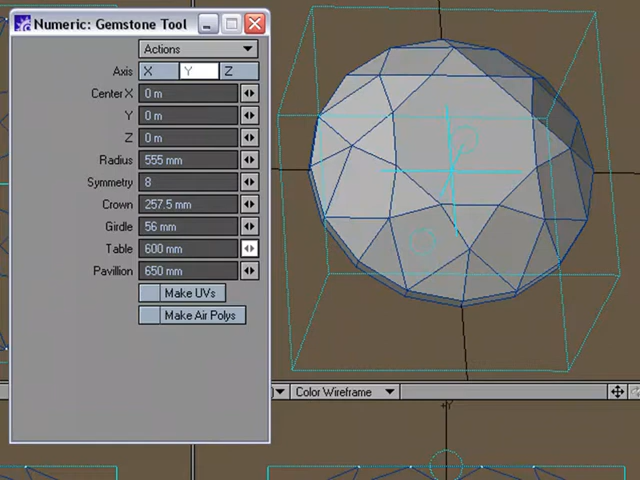 Numeric: Gemstone Tool
Actions
Axis X Y Z
Center X 0 m
Y 0 m
Z 0 m
Radius 555 mm
Symmetry 8
Crown 257.5 mm
Girdle 56 mm
Table 600 mm
Pavillion 650 mm
Make UVs
Make Air Polys
Color Wireframe
+Y